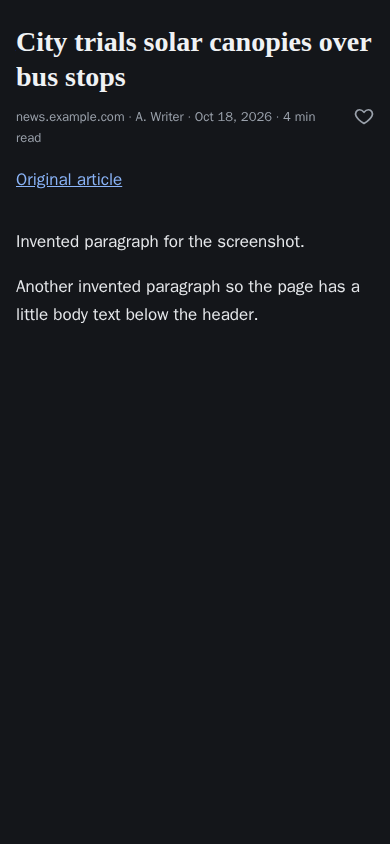 City trials solar canopies over
bus stops
news.example.com · A. Writer · Oct 18, 2026 · 4 min
read
Original article
Invented paragraph for the screenshot.
Another invented paragraph so the page has a
little body text below the header.